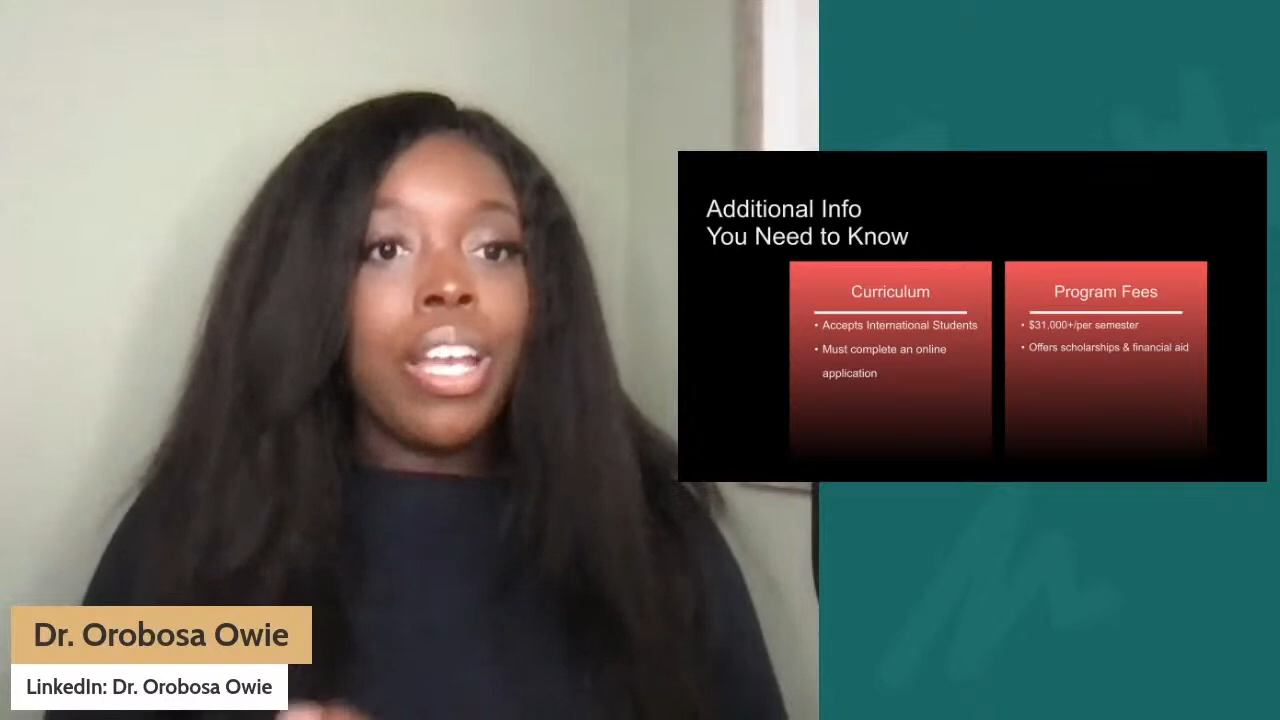 Additional Info
You Need to Know
Curriculum
• Accepts International Students
• Must complete an online
application
Program Fees
• $31,000+/per semester
• Offers scholarships & financial aid
Dr. Orobosa Owie
LinkedIn: Dr. Orobosa Owie